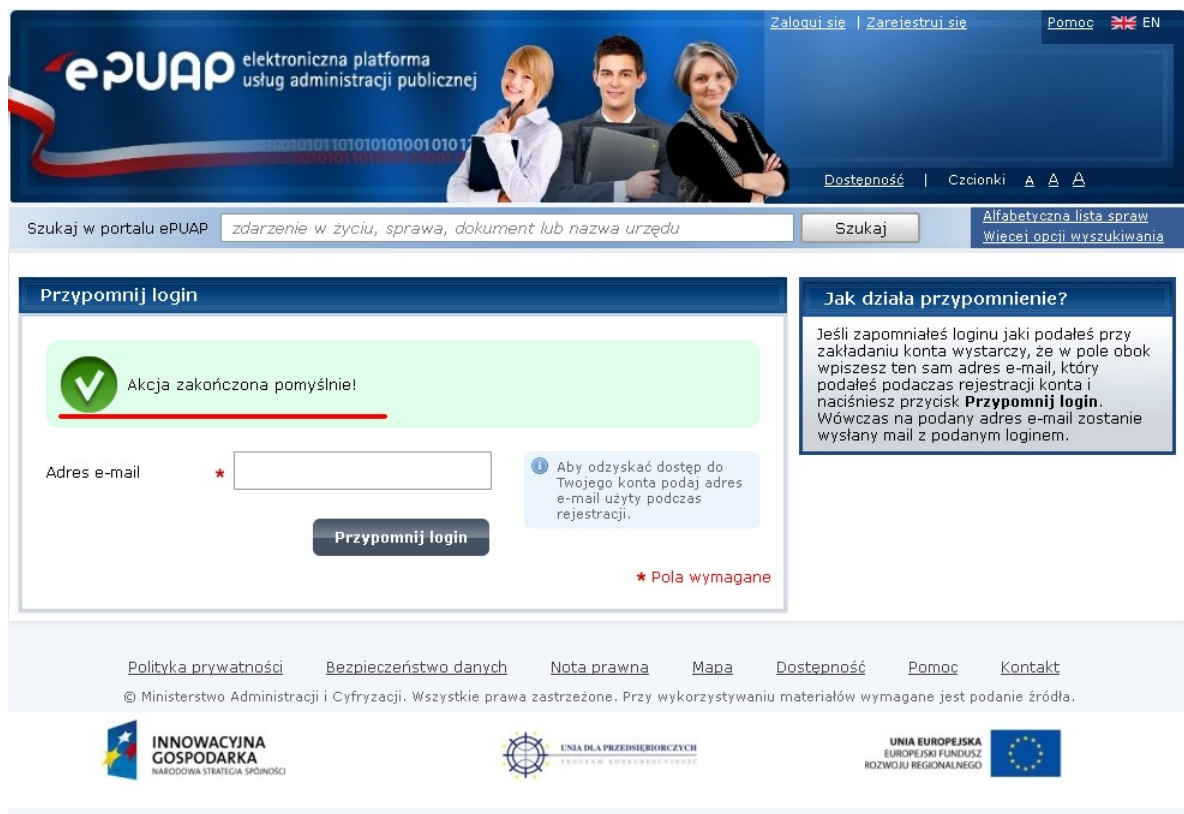 Zaloguj się | Zarejestruj się
Pomoc EN
ePUAP elektroniczna platforma
usług administracji publicznej
Dostępność | Czcionki A A A
Szukaj w portalu ePUAP zdarzenie w życiu, sprawa, dokument lub nazwa urzędu Szukaj
Alfabetyczna lista spraw
Więcej opcji wyszukiwania
Przypomnij login
Akcja zakończona pomyślnie!
Adres e-mail *
Aby odzyskać dostęp do
Twojego konta podaj adres
e-mail użyty podczas
rejestracji.
Przypomnij login
* Pola wymagane
Jak działa przypomnienie?
Jeśli zapomniałeś loginu jaki podałeś przy
zakładaniu konta wystarczy, że w pole obok
wpiszesz ten sam adres e-mail, który
podałeś podaczas rejestracji konta i
naciśniesz przycisk Przypomnij login.
Wówczas na podany adres e-mail zostanie
wysłany mail z podanym loginem.
Polityka prywatności Bezpieczeństwo danych Nota prawna Mapa Dostępność Pomoc Kontakt
© Ministerstwo Administracji i Cyfryzacji. Wszystkie prawa zastrzeżone. Przy wykorzystywaniu materiałów wymagane jest podanie źródła.
INNOWACYJNA
GOSPODARKA
NARODOWA STRATEGIA SPÓJNOŚCI
UNIA DLA PRZEDSIĘBIORCZYCH
PROGRAM KONKURENCYJNOŚĆ
UNIA EUROPEJSKA
EUROPEJSKI FUNDUSZ
ROZWOJU REGIONALNEGO